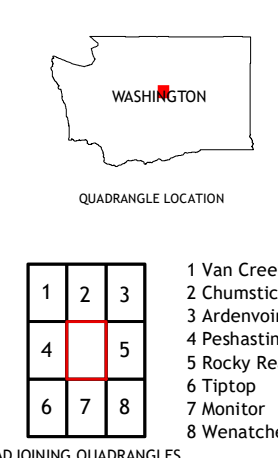 WASHINGTON
QUADRANGLE LOCATION
1 2 3
4 5
6 7 8
1 Van Cree
2 Chumstic
3 Ardenvoir
4 Peshastin
5 Rocky Re
6 Tiptop
7 Monitor
8 Wenatche
ADJOINING QUADRANGLES